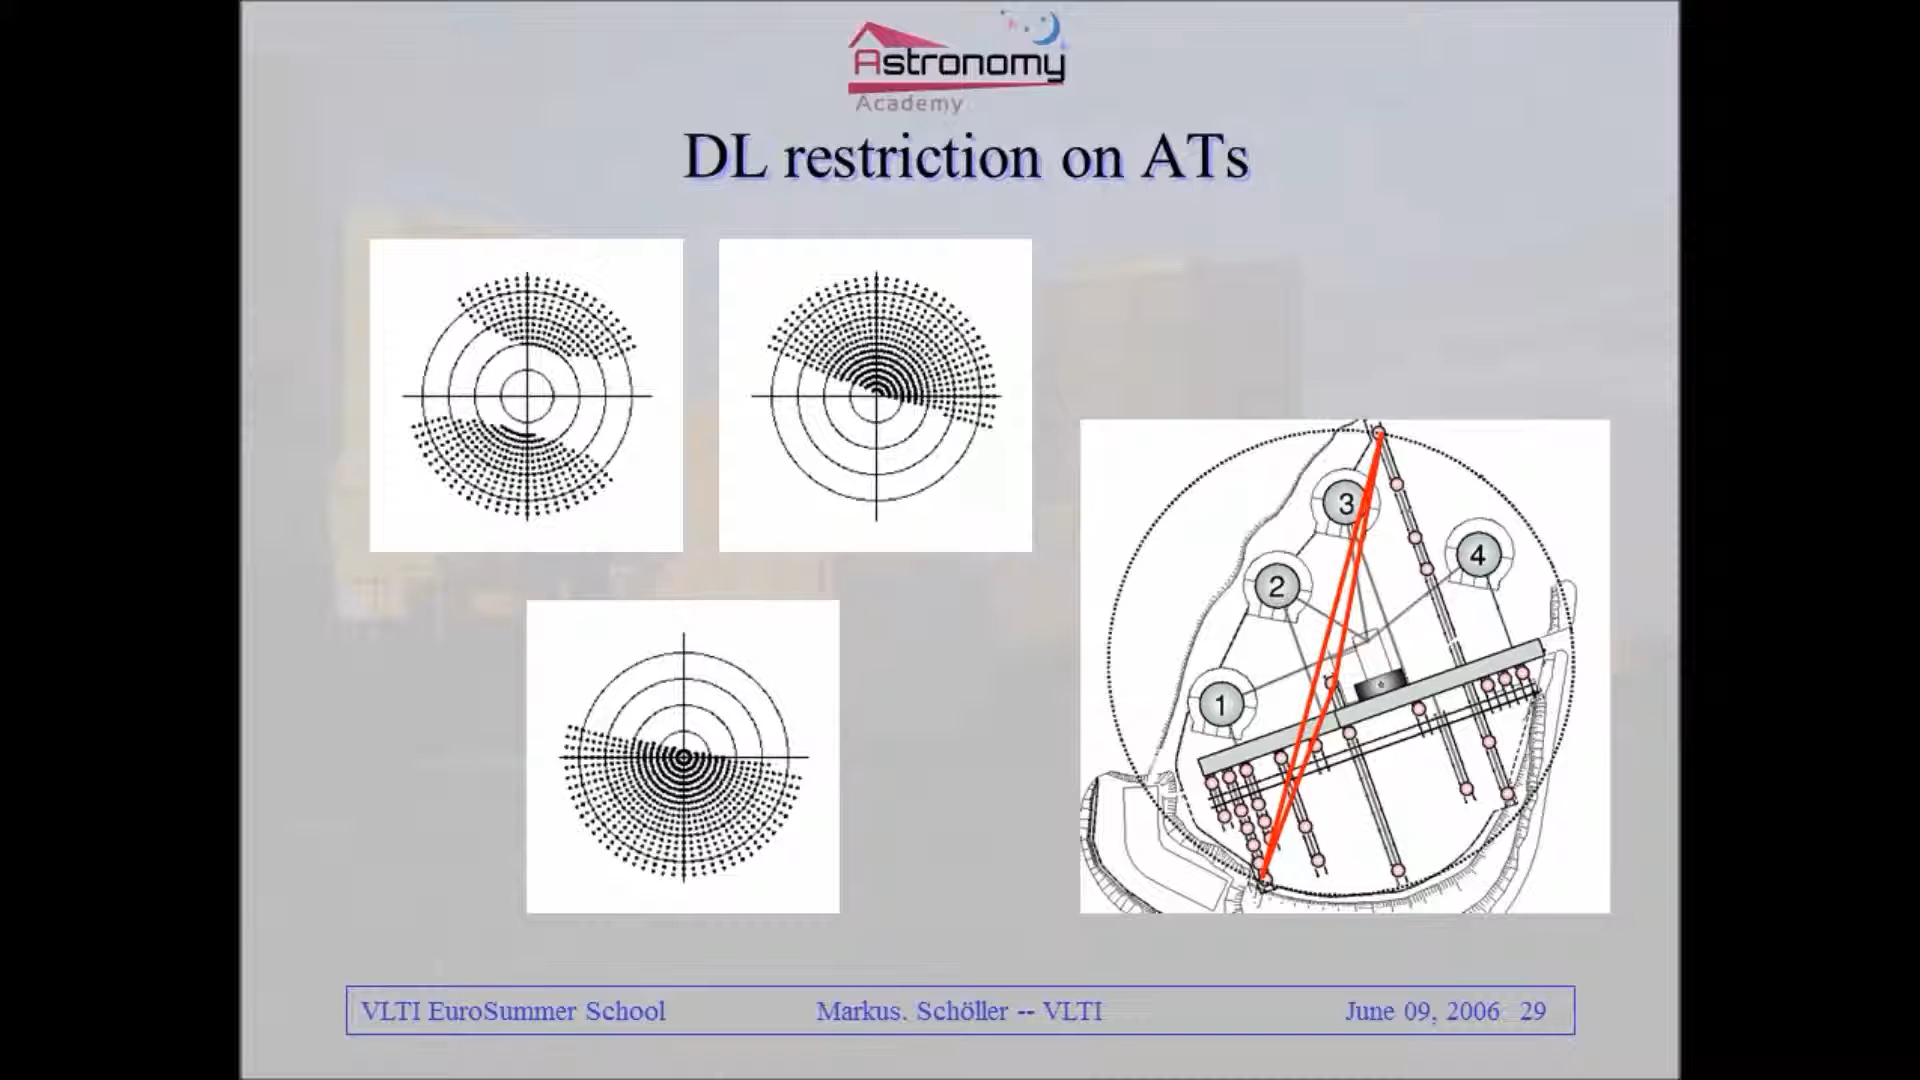 Astronomy
Academy
DL restriction on ATs
3
4
2
1
VLTI EuroSummer School Markus. Schöller -- VLTI June 09, 2006 29